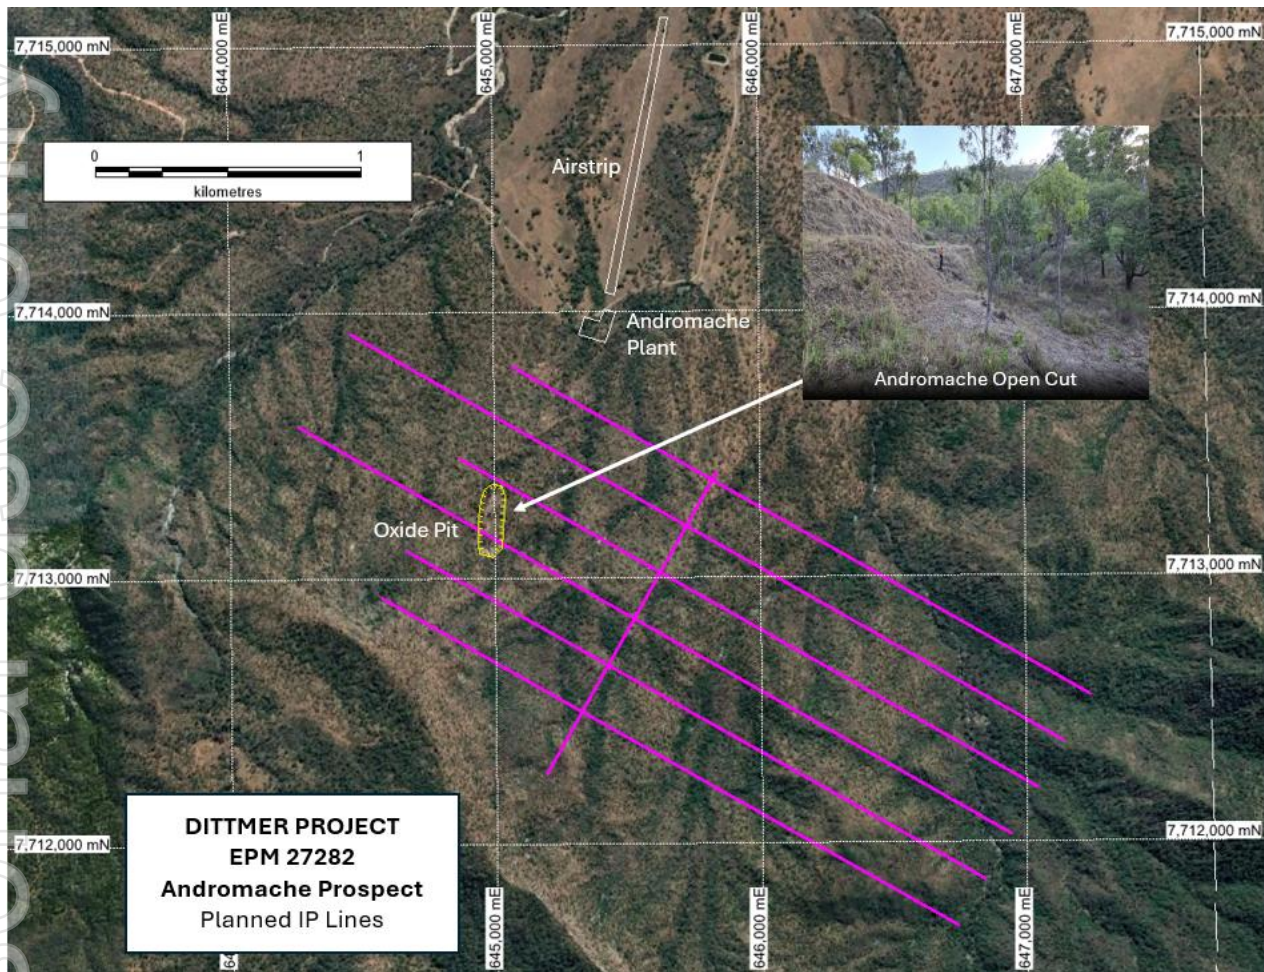 7,715,000 mN
644,000 mE
645,000 mE
646,000 mE
647,000 mE
7,715,000 mN
0 1
kilometres
Airstrip
Andromache Open Cut
7,714,000 mN
Andromache
Plant
7,714,000 mN
Oxide Pit
7,713,000 mN
7,713,000 mN
DITTMER PROJECT
EPM 27282
Andromache Prospect
Planned IP Lines
7,712,000 mN
7,712,000 mN
64
645,000 mE
646,000 mE
647,000 mE